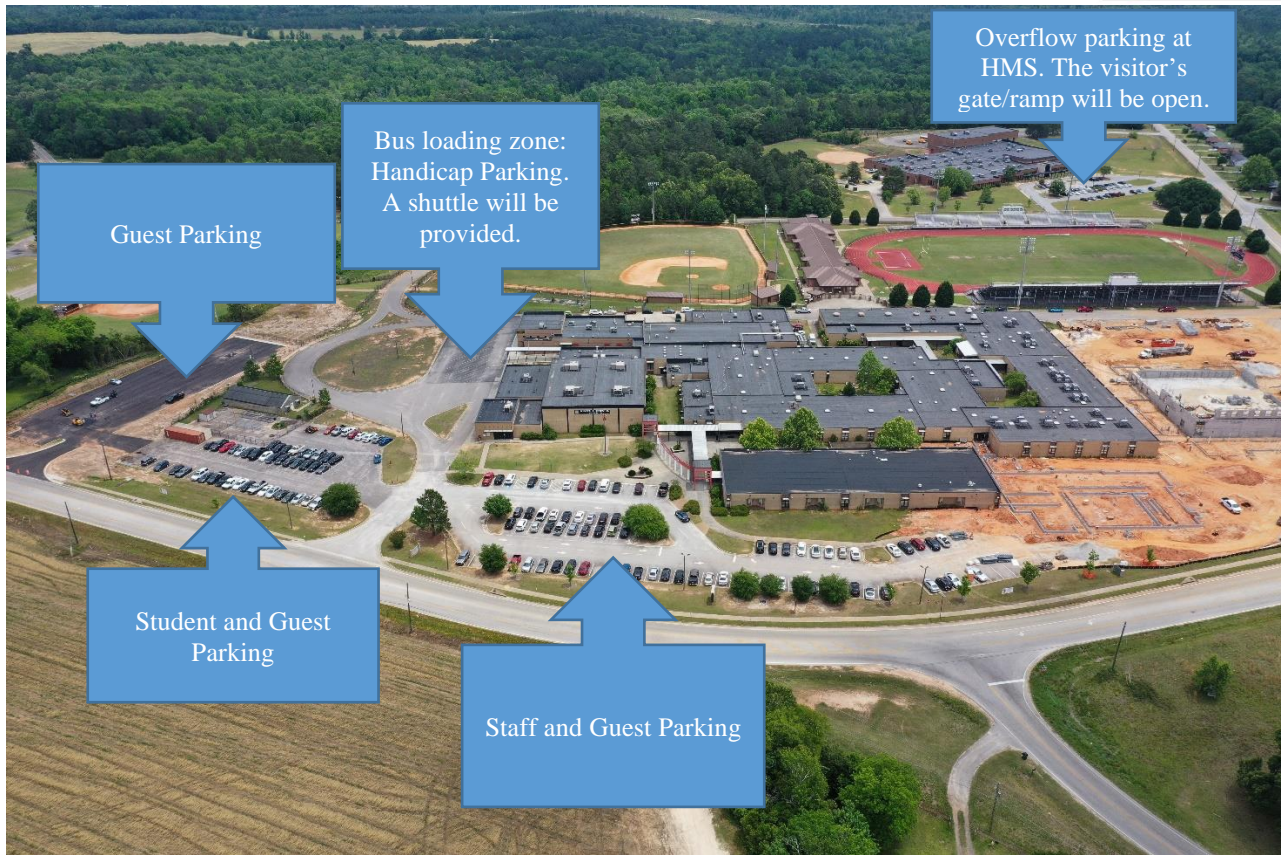 Overflow parking at
HMS. The visitor’s
gate/ramp will be open.
Bus loading zone:
Handicap Parking.
A shuttle will be
provided.
Guest Parking
Student and Guest
Parking
Staff and Guest Parking